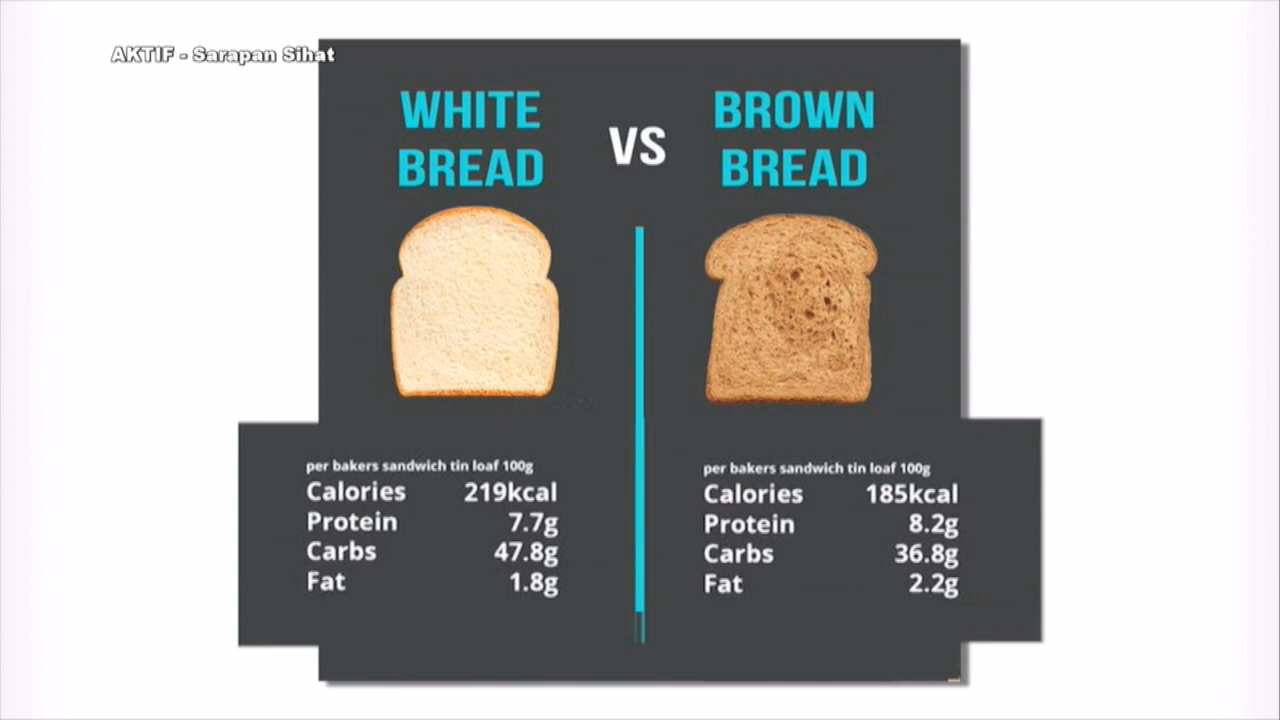 AKTIF - Sarapan Sihat
WHITE
BREAD
VS
BROWN
BREAD
per bakers sandwich tin loaf 100g
Calories 219kcal
Protein 7.7g
Carbs 47.8g
Fat 1.8g
per bakers sandwich tin loaf 100g
Calories 185kcal
Protein 8.2g
Carbs 36.8g
Fat 2.2g